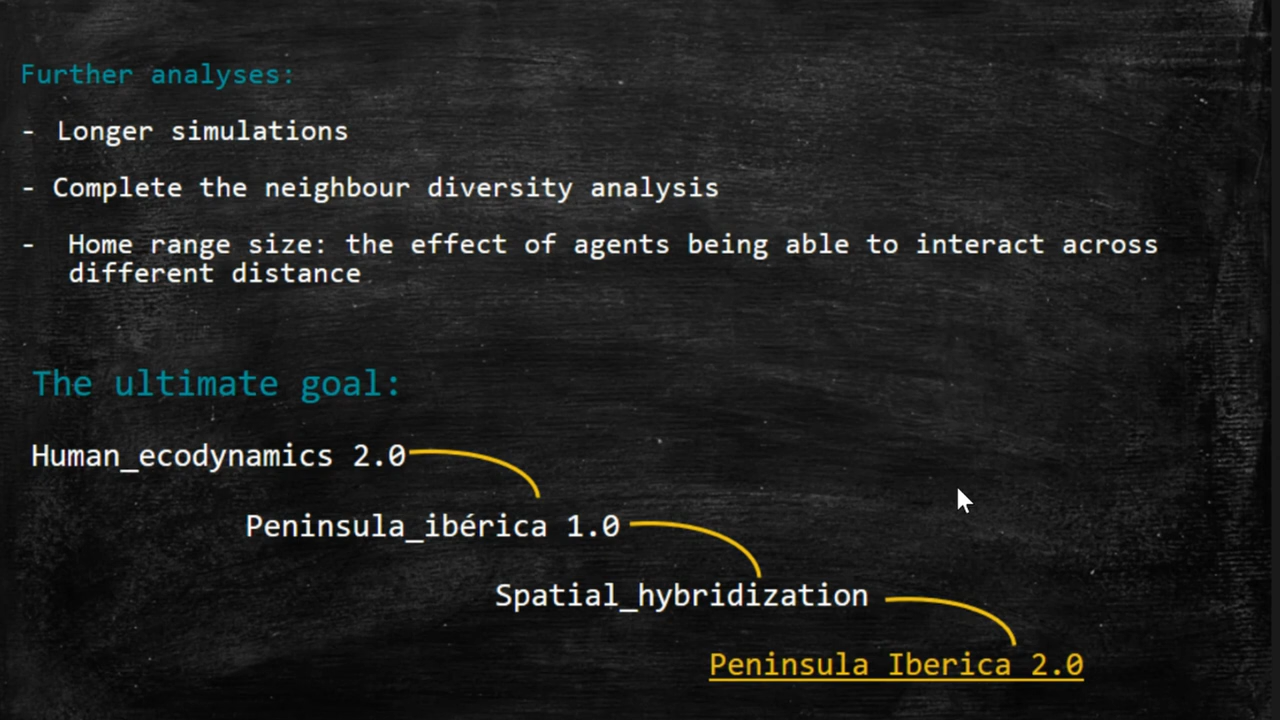 Further analyses:
- Longer simulations
- Complete the neighbour diversity analysis
- Home range size: the effect of agents being able to interact across
different distance
The ultimate goal:
Human_ecodynamics 2.0
Peninsula_ibérica 1.0
Spatial_hybridization
Peninsula Iberica 2.0